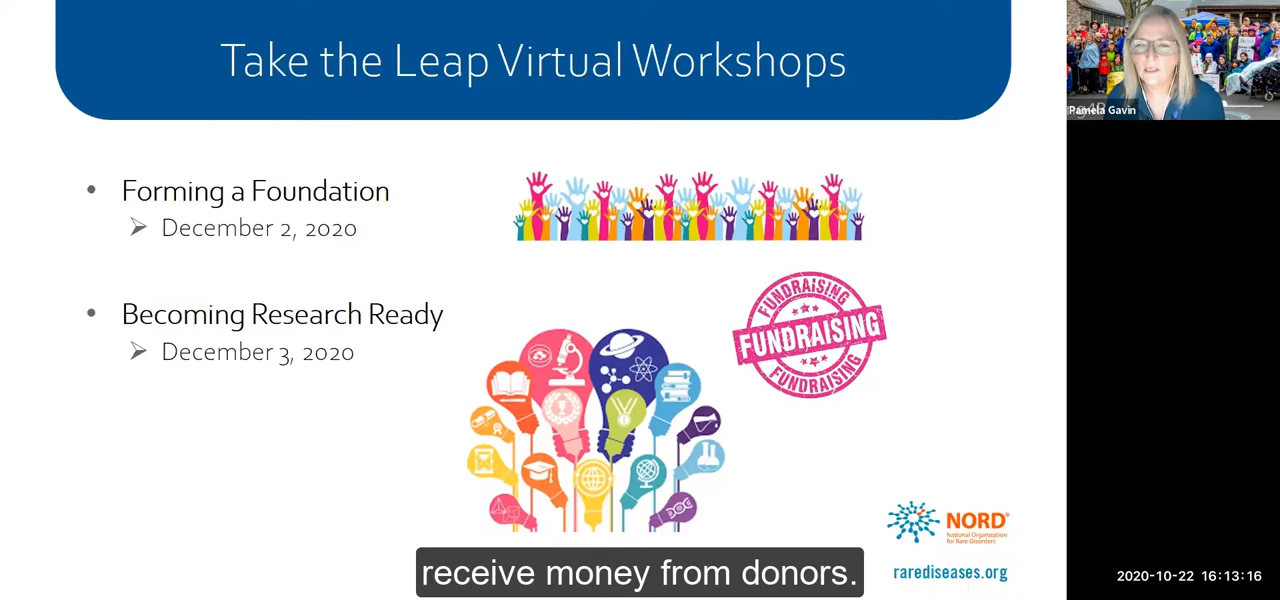 Take the Leap Virtual Workshops
Pamela Gavin
• Forming a Foundation
➢ December 2, 2020
• Becoming Research Ready
➢ December 3, 2020
FUNDRAISING
FUNDRAISING
FUNDRAISING
NORD®
National Organization
for Rare Disorders
rarediseases.org
receive money from donors.
2020-10-22 16:13:16